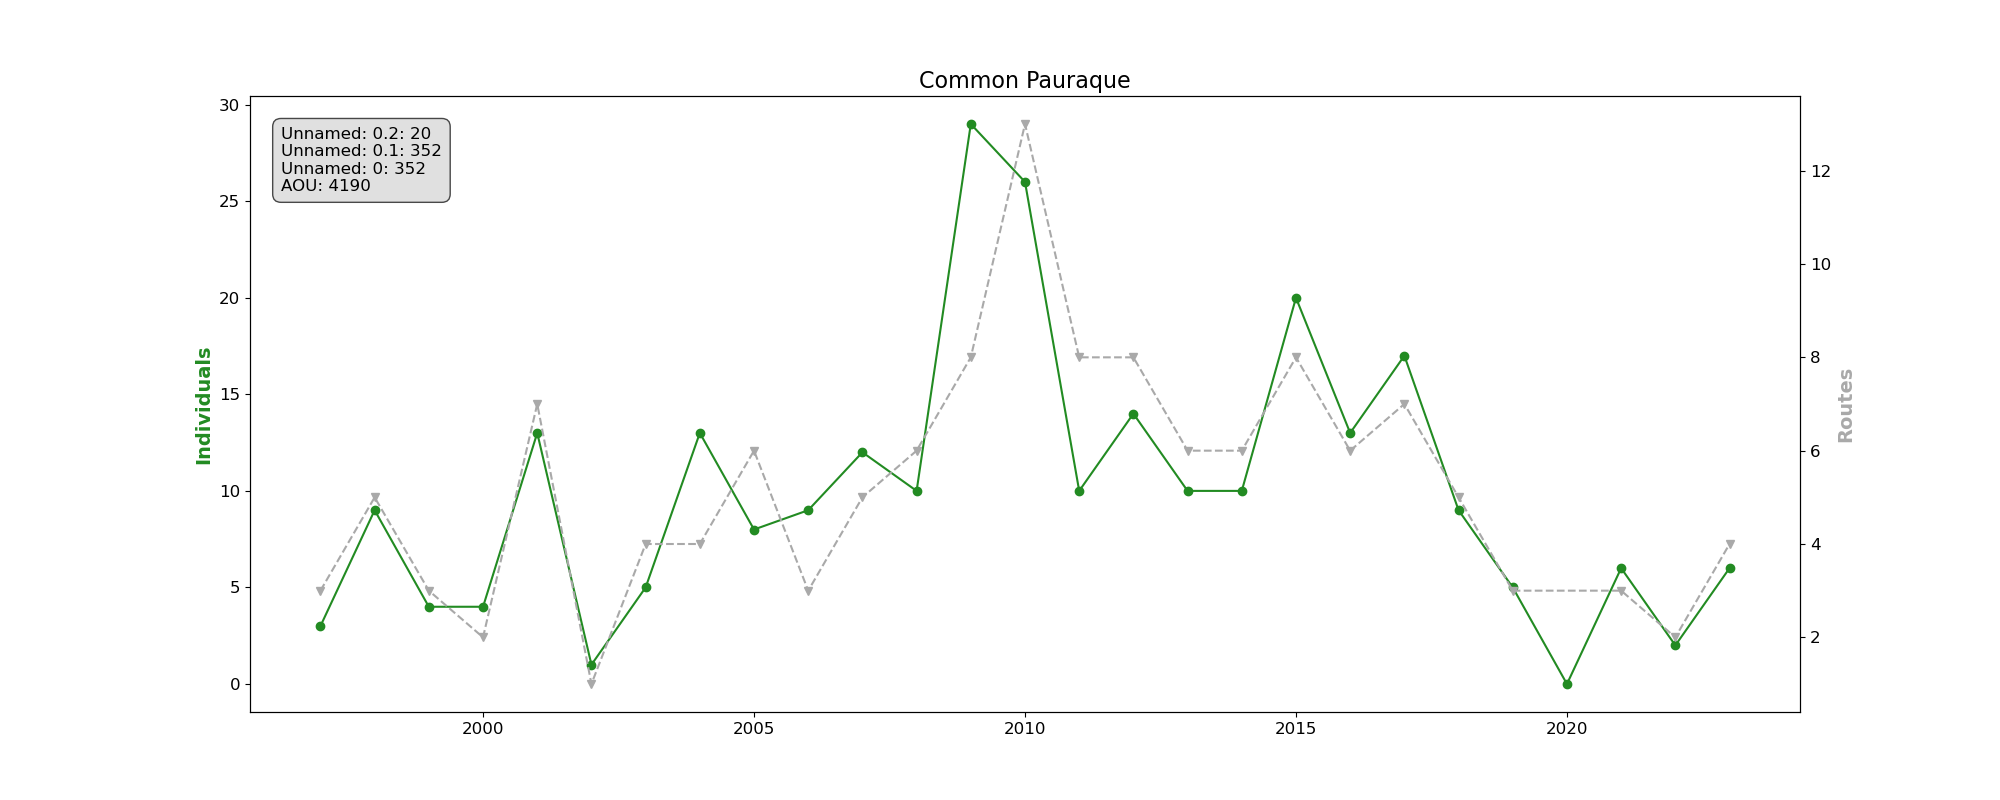 Common Pauraque
Unnamed: 0.2: 20
Unnamed: 0.1: 352
Unnamed: 0: 352
AOU: 4190
30
25
20
15
10
5
0
Individuals
12
10
8
6
4
2
Routes
2000
2005
2010
2015
2020